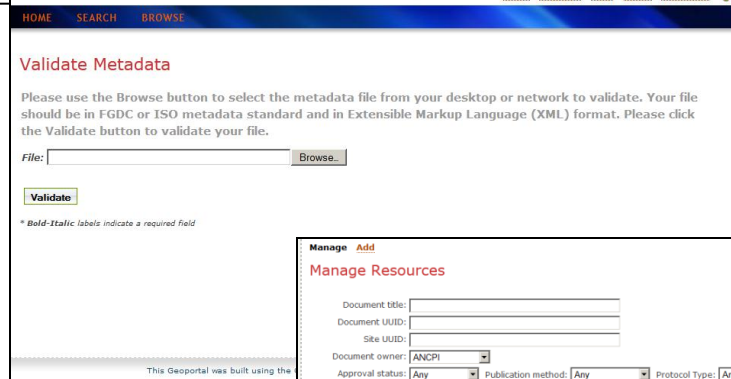 HOME SEARCH BROWSE
Validate Metadata
Please use the Browse button to select the metadata file from your desktop or network to validate. Your file
should be in FGDC or ISO metadata standard and in Extensible Markup Language (XML) format. Please click
the Validate button to validate your file.
File: Browse...
Validate
* Bold-Italic labels indicate a required field
This Geoportal was built using the
Manage Add
Manage Resources
Document title:
Document UUID:
Site UUID:
Document owner: ANCPI
Approval status: Any Publication method: Any Protocol Type: